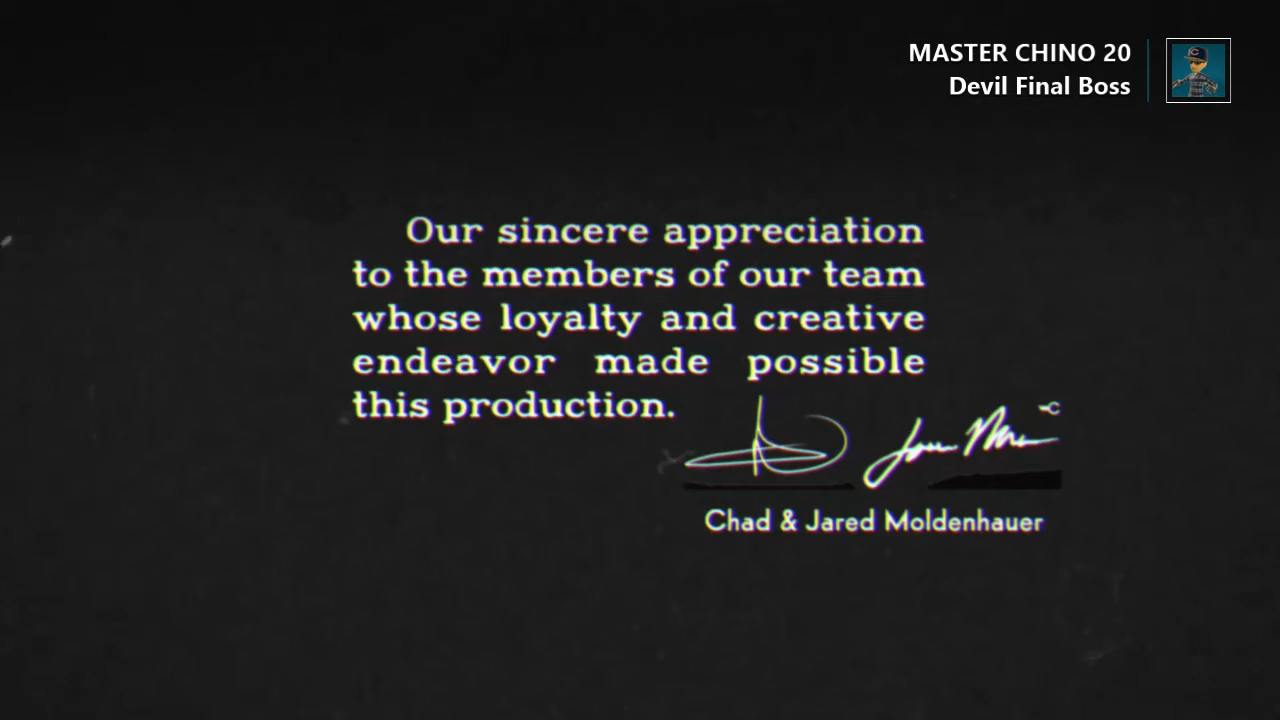 MASTER CHINO 20
Devil Final Boss
Our sincere appreciation
to the members of our team
whose loyalty and creative
endeavor made possible
this production.
Chad & Jared Moldenhauer